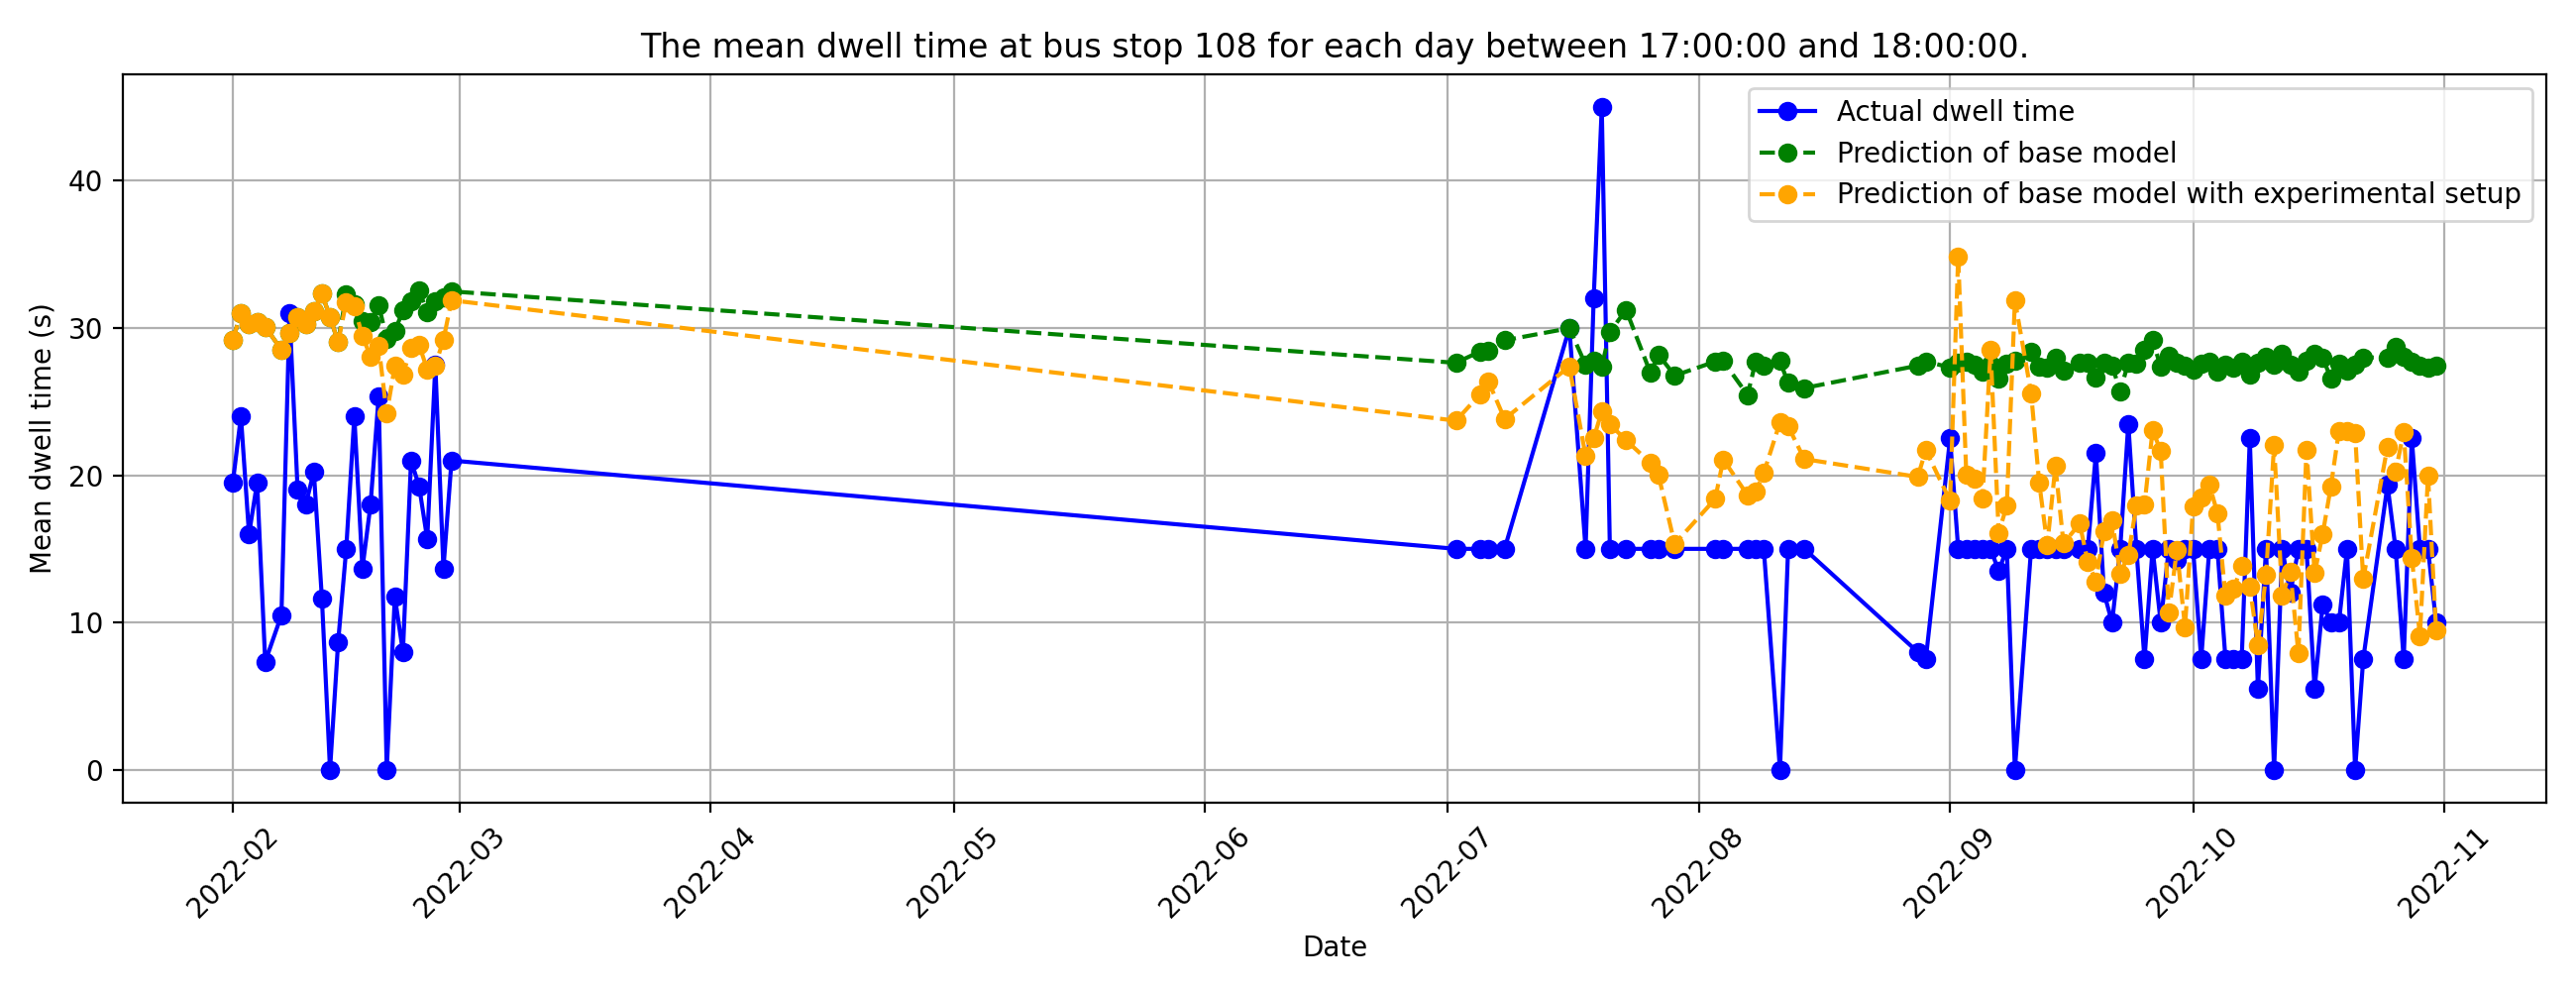 The mean dwell time at bus stop 108 for each day between 17:00:00 and 18:00:00.
Actual dwell time
Prediction of base model
Prediction of base model with experimental setup
Mean dwell time (s)
40
30
20
10
0
2022-02
2022-03
2022-04
2022-05
2022-06
2022-07
2022-08
2022-09
2022-10
2022-11
Date